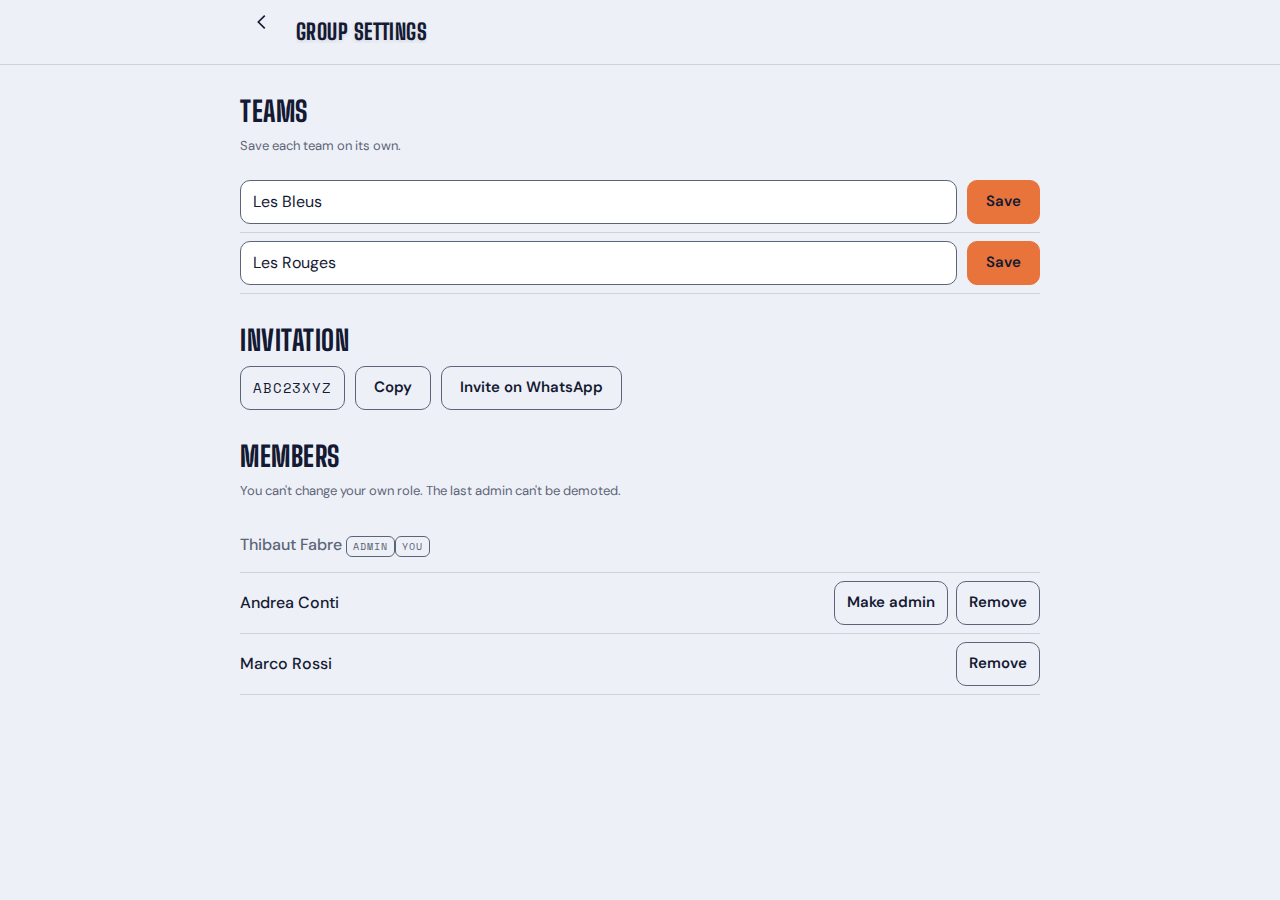 GROUP SETTINGS
TEAMS
Save each team on its own.
Les Bleus Save
Les Rouges Save
INVITATION
ABC23XYZ Copy Invite on WhatsApp
MEMBERS
You can't change your own role. The last admin can't be demoted.
Thibaut Fabre ADMIN YOU
Andrea Conti Make admin Remove
Marco Rossi Remove